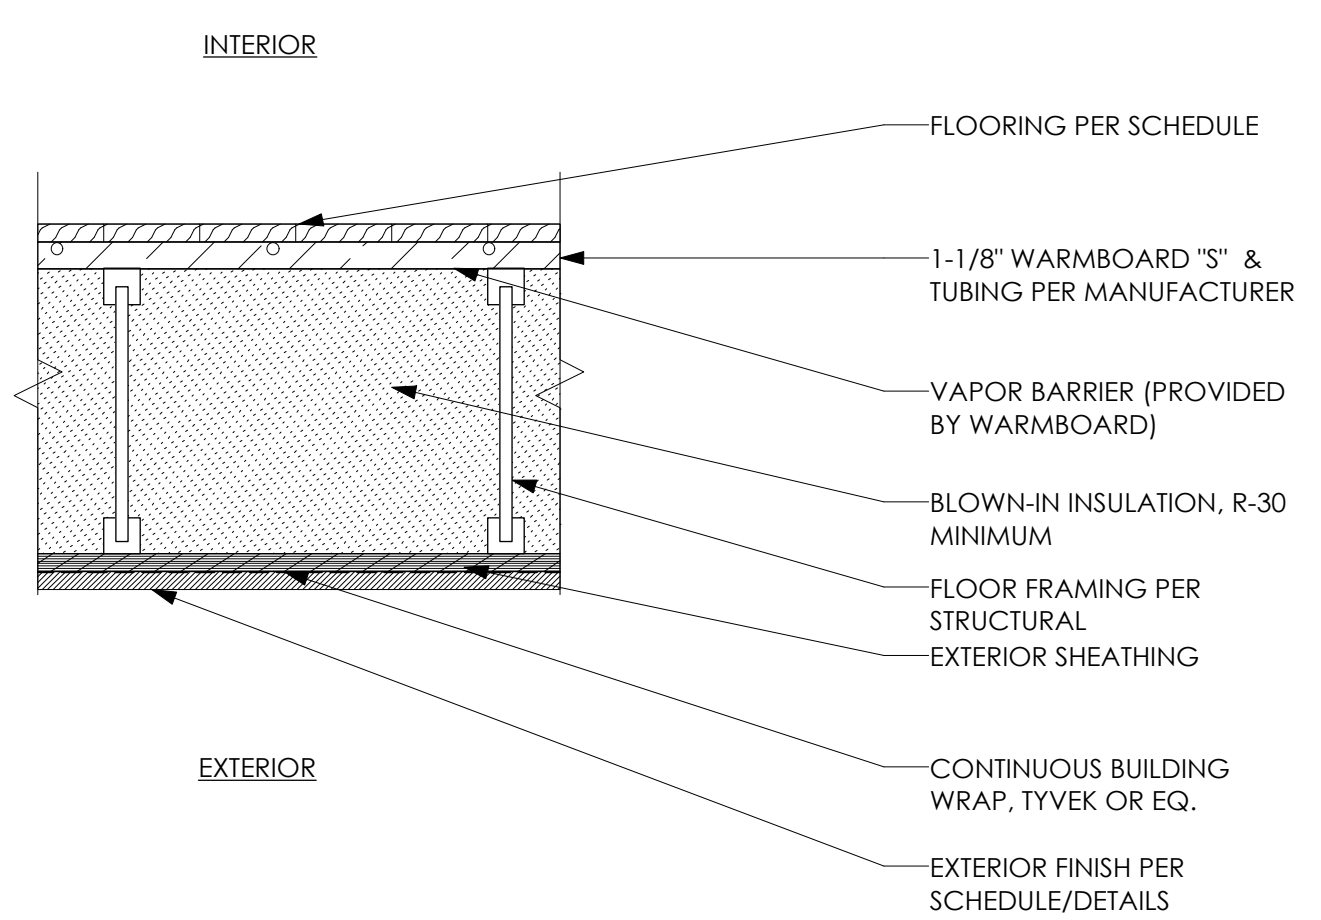 INTERIOR
FLOORING PER SCHEDULE
1-1/8" WARMBOARD "S" &
TUBING PER MANUFACTURER
VAPOR BARRIER (PROVIDED
BY WARMBOARD)
BLOWN-IN INSULATION, R-30
MINIMUM
FLOOR FRAMING PER
STRUCTURAL
EXTERIOR SHEATHING
EXTERIOR
CONTINUOUS BUILDING
WRAP, TYVEK OR EQ.
EXTERIOR FINISH PER
SCHEDULE/DETAILS